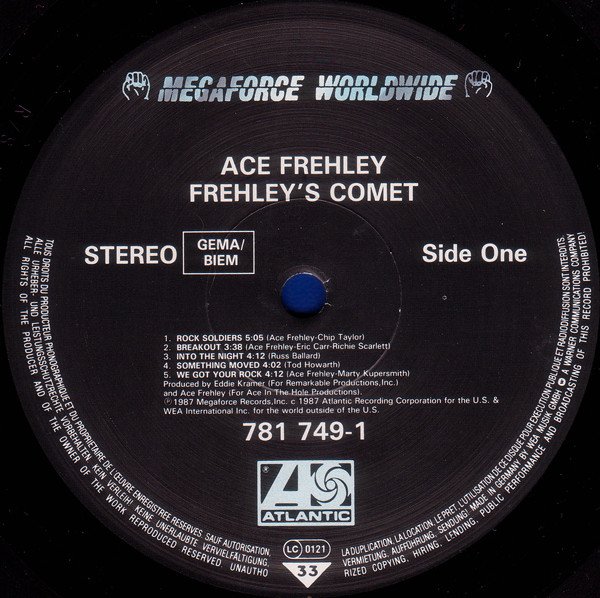 MEGAFORCE WORLDWIDE
ACE FREHLEY
FREHLEY'S COMET
STEREO
GEMA/
BIEM
Side One
1. ROCK SOLDIERS 5:05 (Ace Frehley-Chip Taylor)
2. BREAKOUT 3:38 (Ace Frehley-Eric Carr-Richie Scarlett)
3. INTO THE NIGHT 4:12 (Russ Ballard)
4. SOMETHING MOVED 4:02 (Tod Howarth)
5. WE GOT YOUR ROCK 4:12 (Ace Frehley-Marty Kupersmith)
Produced by Eddie Kramer (For Remarkable Productions,Inc.)
and Ace Frehley (For Ace In The Hole Productions).
℗1987 Megaforce Records,Inc. c 1987 Atlantic Recording Corporation for the U.S. &
WEA International Inc. for the world outside of the U.S.
781 749-1
ATLANTIC
LC 0121
33
TOUS DROITS DU PRODUCTEUR PHONOGRAPHIQUE ET DU PROPRIETAIRE DE L'ŒUVRE ENREGISTREE RESERVES. SAUF AUTORISATION,
LA DUPLICATION, LA LOCATION, LE PRET, L'UTILISATION DE CE DISQUE POUR EXECUTION PUBLIQUE ET RADIODIFFUSION SONT INTERDITES.
ALLE URHEBER- UND LEISTUNGSSCHUTZRECHTE VORBEHALTEN. KEIN VERLEIH! KEINE UNERLAUBTE VERVIELFÄLTIGUNG,
VERMIETUNG, AUFFÜHRUNG, SENDUNG! MADE IN GERMANY BY WEA MUSIK GMBH A WARNER COMMUNICATIONS COMPANY
ALL RIGHTS OF THE PRODUCER AND OF THE OWNER OF THE WORK REPRODUCED RESERVED UNAUTHO
RIZED COPYING, HIRING, LENDING, PUBLIC PERFORMANCE AND BROADCASTING OF THIS RECORD PROHIBITED!